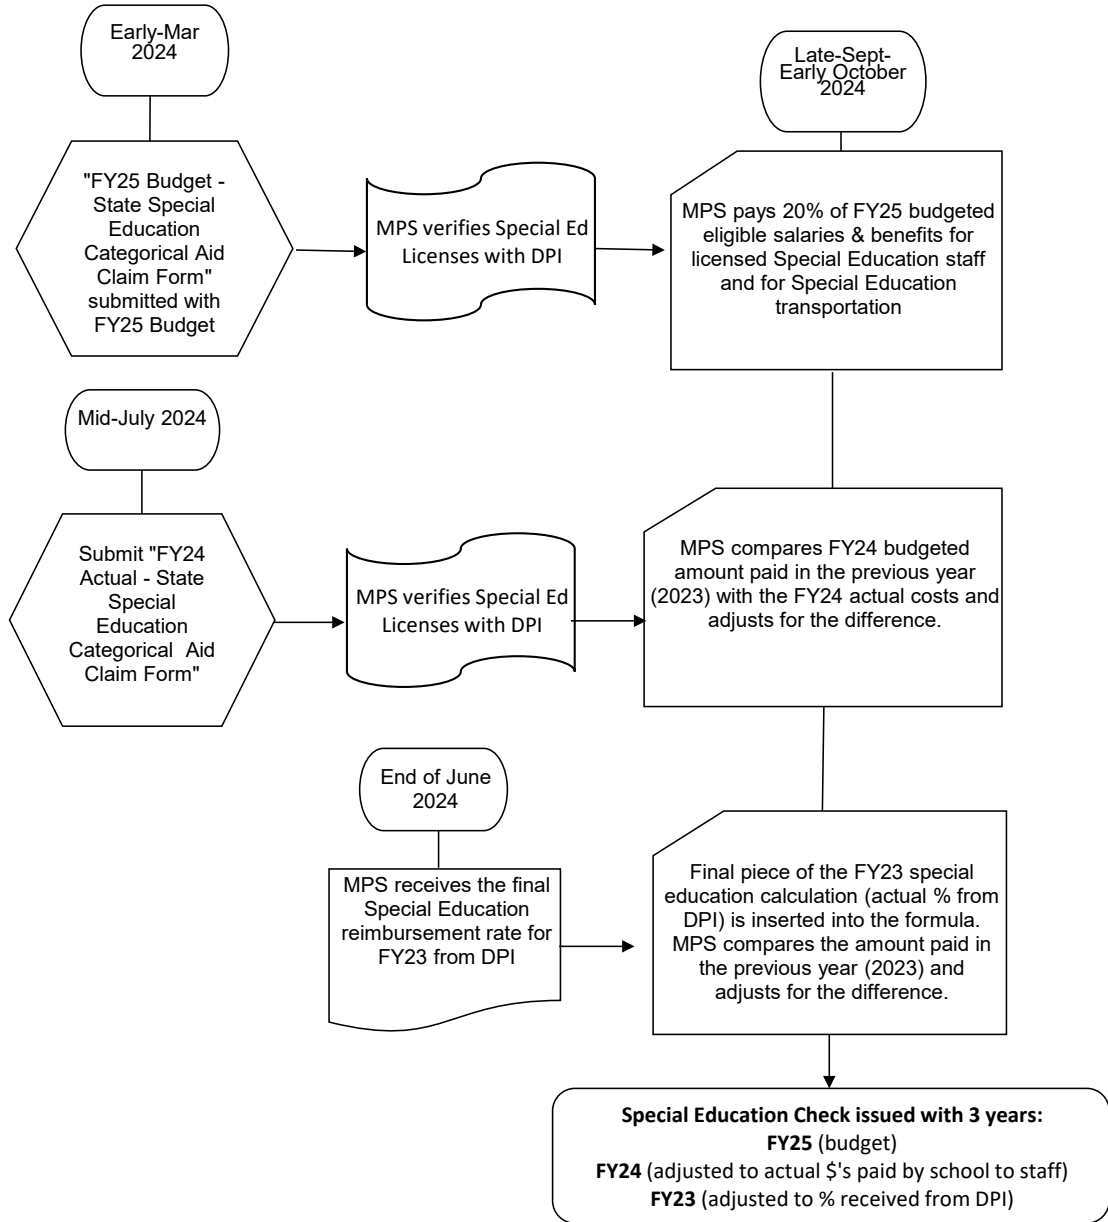 Early-Mar
2024
Late-Sept-
Early October
2024
"FY25 Budget -
State Special
Education
Categorical Aid
Claim Form"
submitted with
FY25 Budget
MPS verifies Special Ed
Licenses with DPI
MPS pays 20% of FY25 budgeted
eligible salaries & benefits for
licensed Special Education staff
and for Special Education
transportation
Mid-July 2024
Submit "FY24
Actual - State
Special
Education
Categorical  Aid
Claim Form"
MPS verifies Special Ed
Licenses with DPI
MPS compares FY24 budgeted
amount paid in the previous year
(2023) with the FY24 actual costs and
adjusts for the difference.
End of June
2024
MPS receives the final
Special Education
reimbursement rate for
FY23 from DPI
Final piece of the FY23 special
education calculation (actual % from
DPI) is inserted into the formula.
MPS compares the amount paid in
the previous year (2023) and
adjusts for the difference.
Special Education Check issued with 3 years:
FY25 (budget)
FY24 (adjusted to actual $'s paid by school to staff)
FY23 (adjusted to % received from DPI)